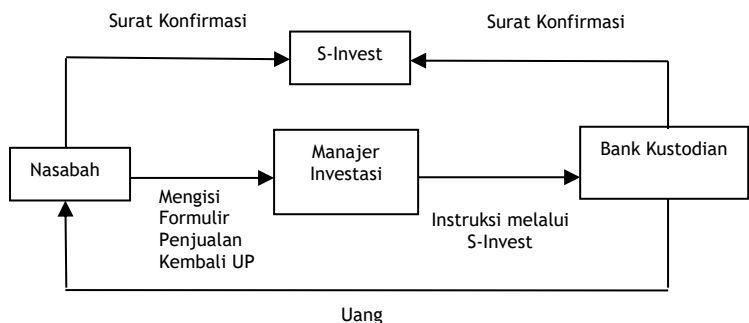 Surat Konfirmasi
Surat Konfirmasi
S-Invest
Nasabah
Manajer
Investasi
Bank Kustodian
Mengisi
Formulir
Penjualan
Kembali UP
Instruksi melalui
S-Invest
Uang